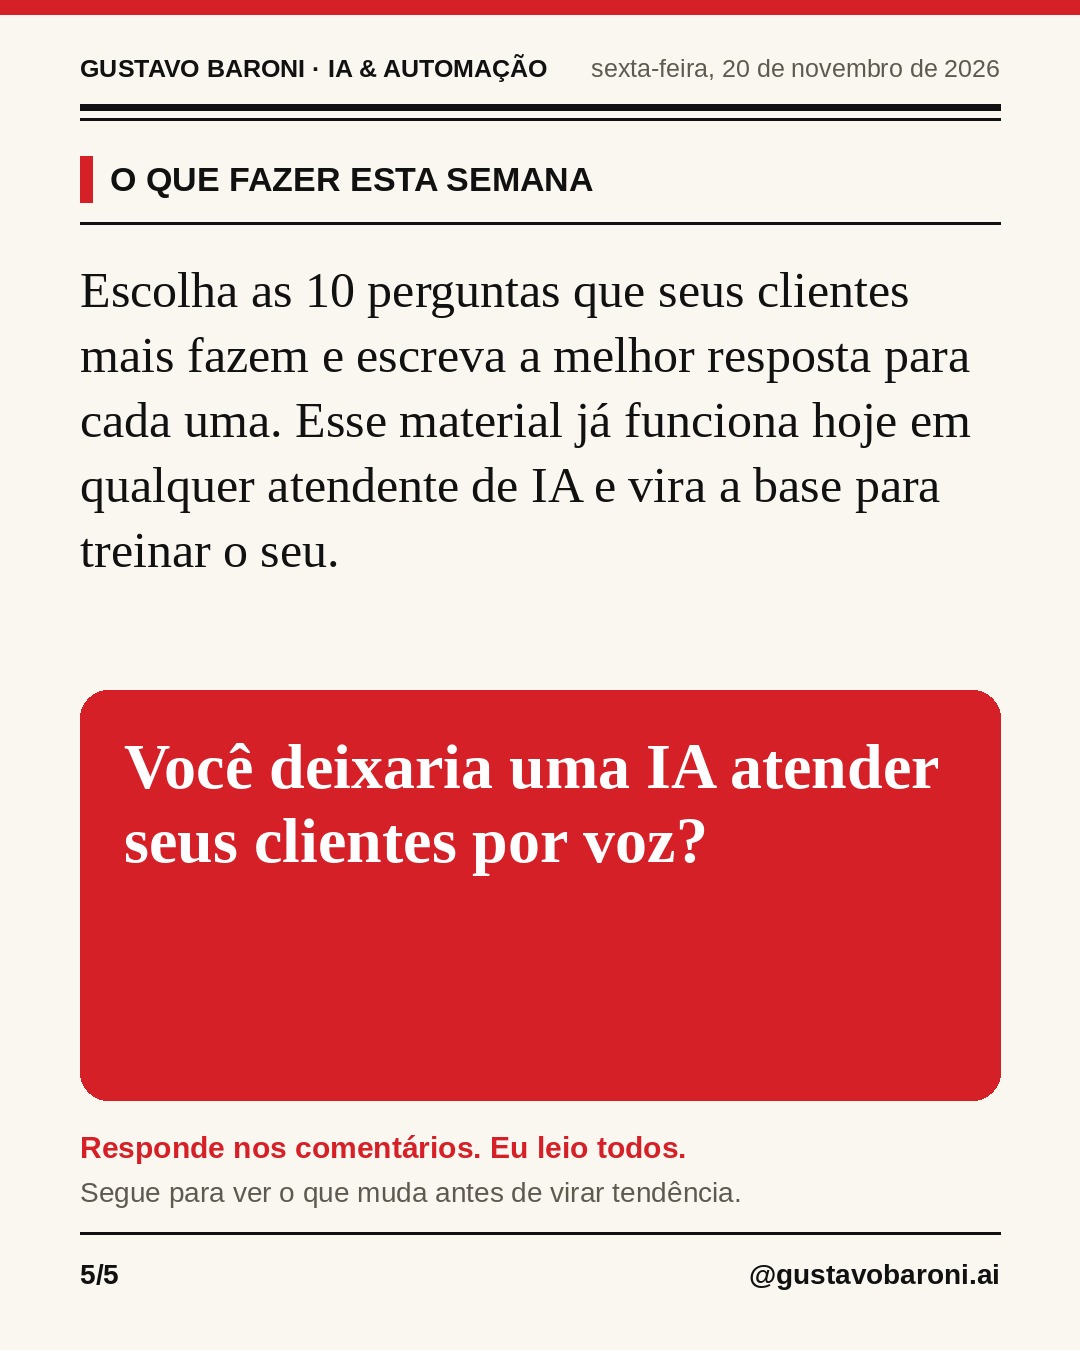 GUSTAVO BARONI · IA & AUTOMAÇÃO
sexta-feira, 20 de novembro de 2026
O QUE FAZER ESTA SEMANA
Escolha as 10 perguntas que seus clientes
mais fazem e escreva a melhor resposta para
cada uma. Esse material já funciona hoje em
qualquer atendente de IA e vira a base para
treinar o seu.
Você deixaria uma IA atender
seus clientes por voz?
Responde nos comentários. Eu leio todos.
Segue para ver o que muda antes de virar tendência.
5/5
@gustavobaroni.ai